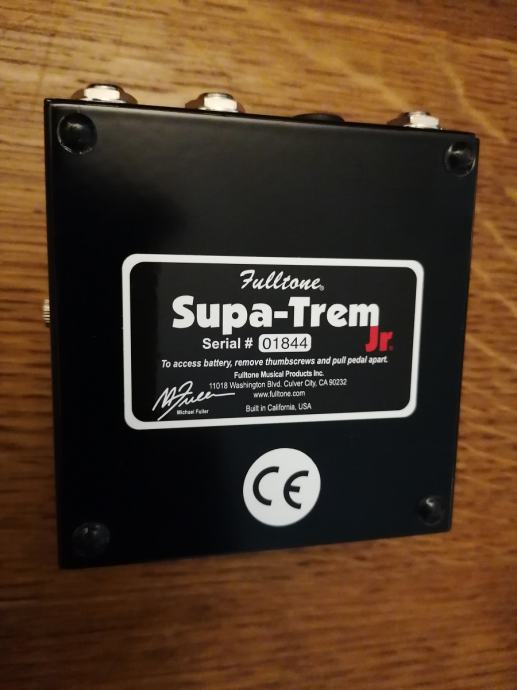 Fulltone®
Supa-Trem
Jr.
Serial # 01844
To access battery, remove thumbscrews and pull pedal apart.
Fulltone Musical Products Inc.
11018 Washington Blvd. Culver City, CA 90232
www.fulltone.com
M Fuller
Michael Fuller
Built in California, USA
CE